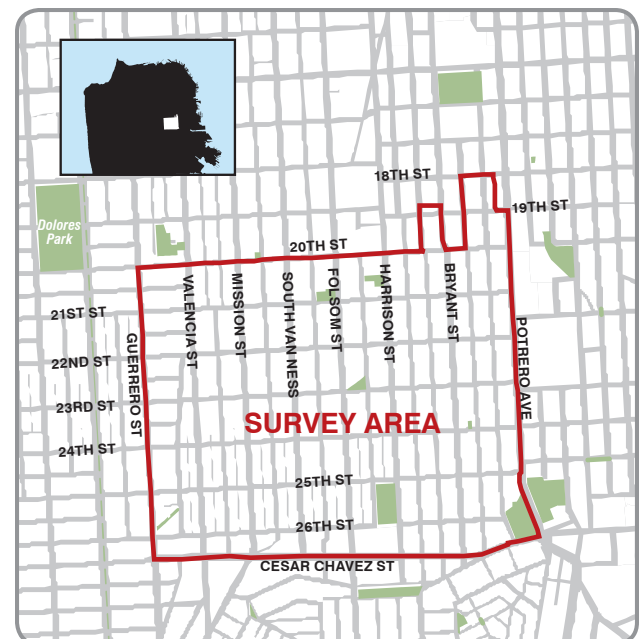 18TH ST
19TH ST
Dolores
Park
20TH ST
VALENCIA ST
MISSION ST
SOUTH VAN NESS
FOLSOM ST
HARRISON ST
BRYANT ST
21ST ST
GUERRERO ST
POTRERO AVE
22ND ST
23RD ST
SURVEY AREA
24TH ST
25TH ST
26TH ST
CESAR CHAVEZ ST